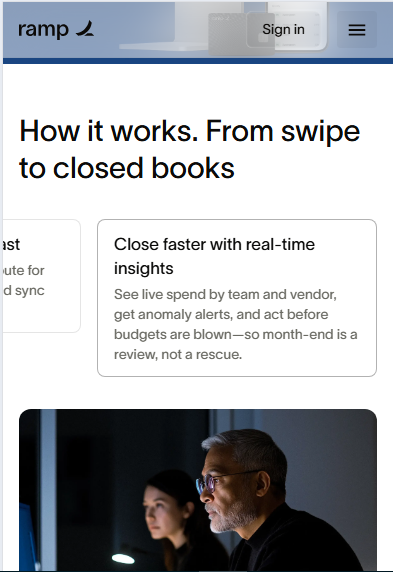 ramp
Sign in
How it works. From swipe
to closed books
ast
ute for
d sync
Close faster with real-time
insights
See live spend by team and vendor,
get anomaly alerts, and act before
budgets are blown—so month-end is a
review, not a rescue.